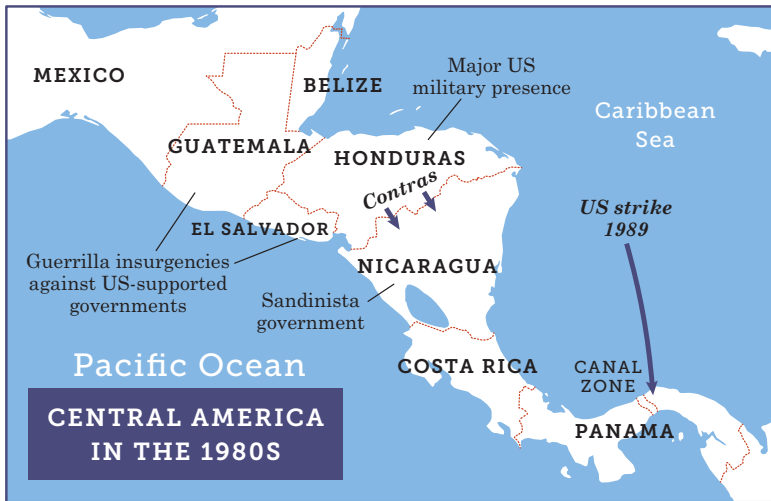 MEXICO
BELIZE
Major US
military presence
Caribbean
Sea
GUATEMALA
HONDURAS
Contras
US strike
1989
EL SALVADOR
Guerrilla insurgencies
against US-supported
governments
NICARAGUA
Sandinista
government
Pacific Ocean
COSTA RICA
CANAL
ZONE
PANAMA
CENTRAL AMERICA
IN THE 1980S